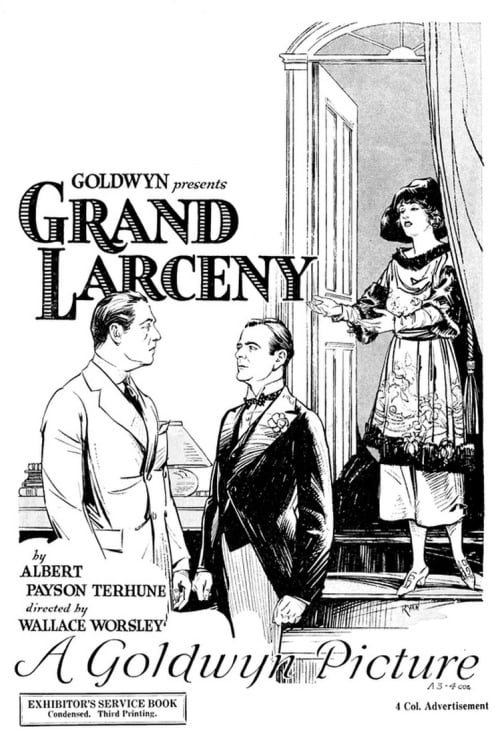 GOLDWYN presents
GRAND
LARCENY
by
ALBERT
PAYSON TERHUNE
directed by
WALLACE WORSLEY
A Goldwyn Picture
EXHIBITOR'S SERVICE BOOK
Condensed. Third Printing.
4 Col. Advertisement